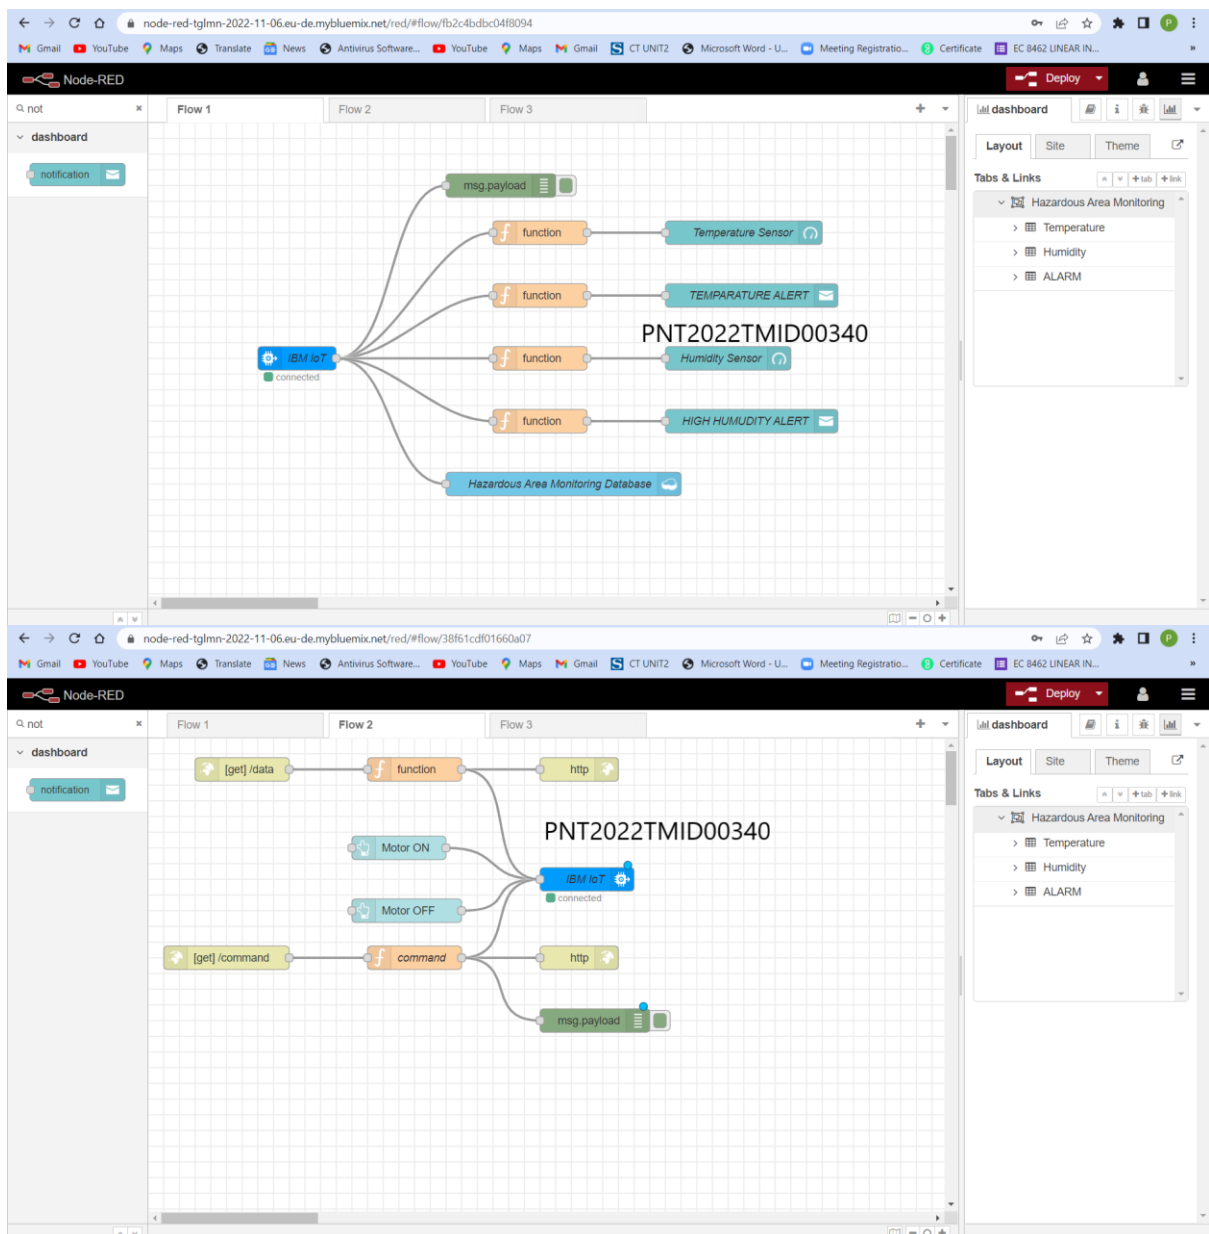 node-red-tglmn-2022-11-06.eu-de.mybluemix.net/red/#flow/fb2c4bdbc04f8094
Gmail YouTube Maps Translate News Antivirus Software... YouTube Maps Gmail CT UNIT2 Microsoft Word - U... Meeting Registratio... Certificate EC 8462 LINEAR IN... »
Node-RED Deploy
not Flow 1 Flow 2 Flow 3 dashboard
dashboard
Layout Site Theme
notification
Tabs & Links + tab + link
msg.payload
Hazardous Area Monitoring
function Temperature Sensor
Temperature
Humidity
ALARM
function TEMPARATURE ALERT
PNT2022TMID00340
IBM IoT function Humidity Sensor
connected
function HIGH HUMUDITY ALERT
Hazardous Area Monitoring Database
node-red-tglmn-2022-11-06.eu-de.mybluemix.net/red/#flow/38f61cdf01660a07
Gmail YouTube Maps Translate News Antivirus Software... YouTube Maps Gmail CT UNIT2 Microsoft Word - U... Meeting Registratio... Certificate EC 8462 LINEAR IN... »
Node-RED Deploy
not Flow 1 Flow 2 Flow 3 dashboard
dashboard
Layout Site Theme
[get] /data function http
notification
Tabs & Links + tab + link
Hazardous Area Monitoring
Temperature
Humidity
ALARM
PNT2022TMID00340
Motor ON
IBM IoT
connected
Motor OFF
[get] /command command http
msg.payload